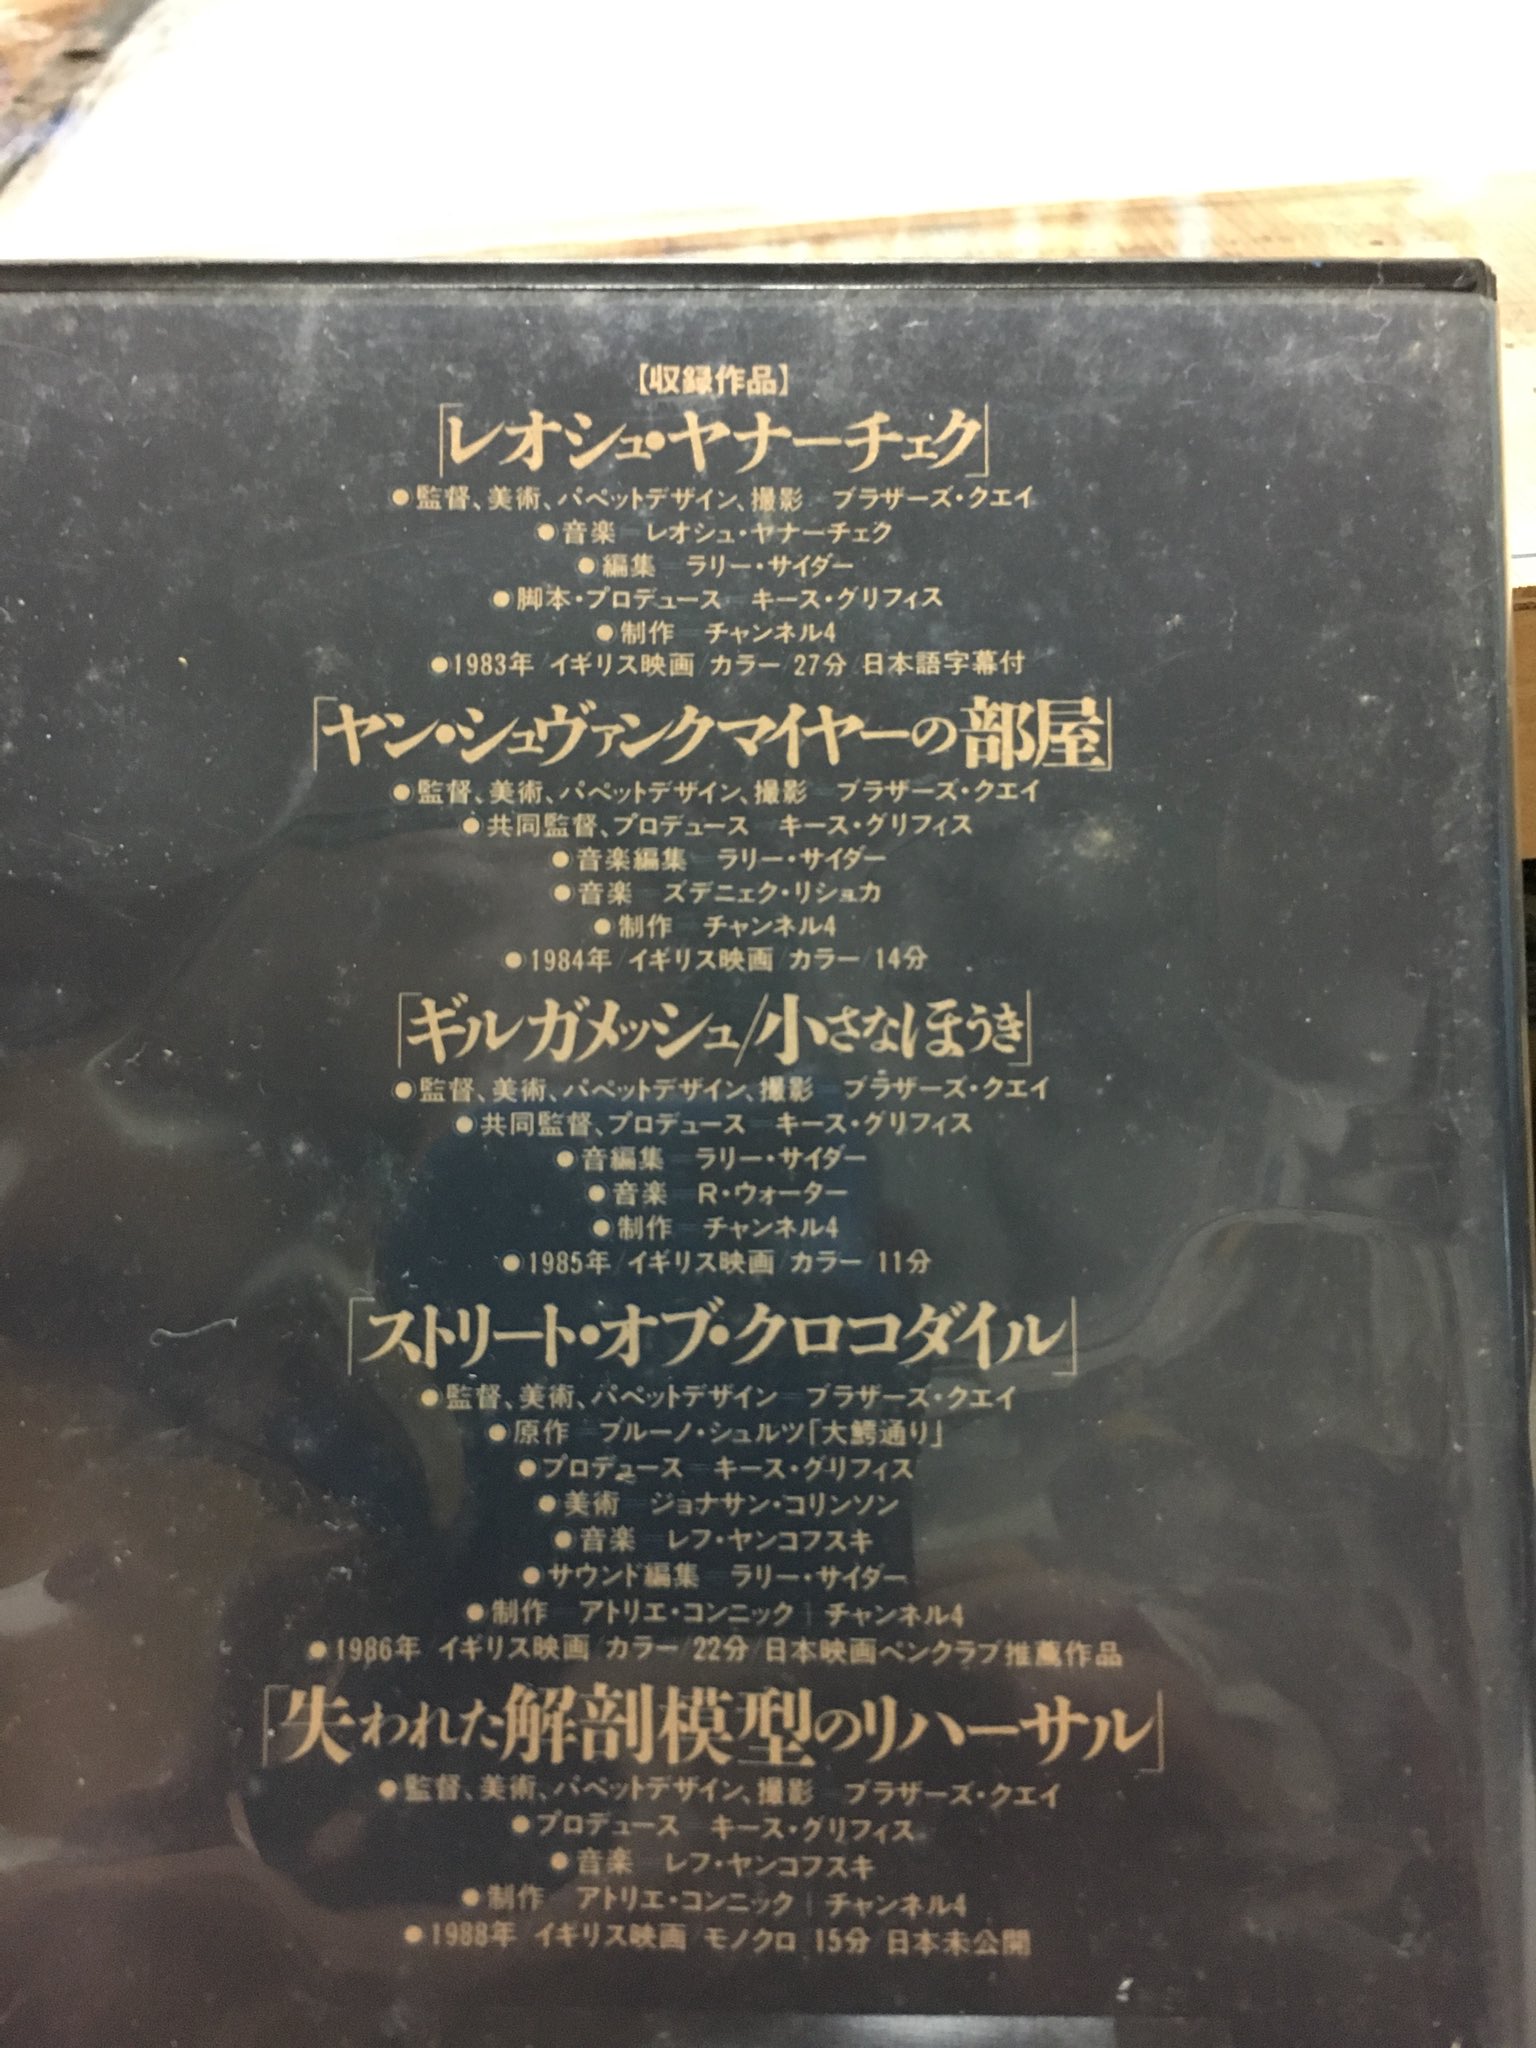 【収録作品】
「レオシュ・ヤナーチェク」
●監督、美術、パペットデザイン、撮影＝ブラザーズ・クエイ
●音楽＝レオシュ・ヤナーチェク
●編集＝ラリー・サイダー
●脚本・プロデュース＝キース・グリフィス
●制作＝チャンネル4
●1983年/イギリス映画/カラー/27分/日本語字幕付
「ヤン・シュヴァンクマイヤーの部屋」
●監督、美術、パペットデザイン、撮影＝ブラザーズ・クエイ
●共同監督、プロデュース＝キース・グリフィス
●音楽編集＝ラリー・サイダー
●音楽＝ズデニェク・リシュカ
●制作＝チャンネル4
●1984年/イギリス映画/カラー/14分
「ギルガメッシュ/小さなほうき」
●監督、美術、パペットデザイン、撮影＝ブラザーズ・クエイ
●共同監督、プロデュース＝キース・グリフィス
●音編集＝ラリー・サイダー
●音楽＝R・ウォーター
●制作＝チャンネル4
●1985年/イギリス映画/カラー/11分
「ストリート・オブ・クロコダイル」
●監督、美術、パペットデザイン＝ブラザーズ・クエイ
●原作＝ブルーノ・シュルツ「大鰐通り」
●プロデュース＝キース・グリフィス
●美術＝ジョナサン・コリンソン
●音楽＝レフ・ヤンコフスキ
●サウンド編集＝ラリー・サイダー
●制作＝アトリエ・コンニック+チャンネル4
●1986年/イギリス映画/カラー/22分/日本映画ペンクラブ推薦作品
「失われた解剖模型のリハーサル」
●監督、美術、パペットデザイン、撮影＝ブラザーズ・クエイ
●プロデュース＝キース・グリフィス
●音楽＝レフ・ヤンコフスキ
●制作＝アトリエ・コンニック+チャンネル4
●1988年/イギリス映画/モノクロ/15分/日本未公開